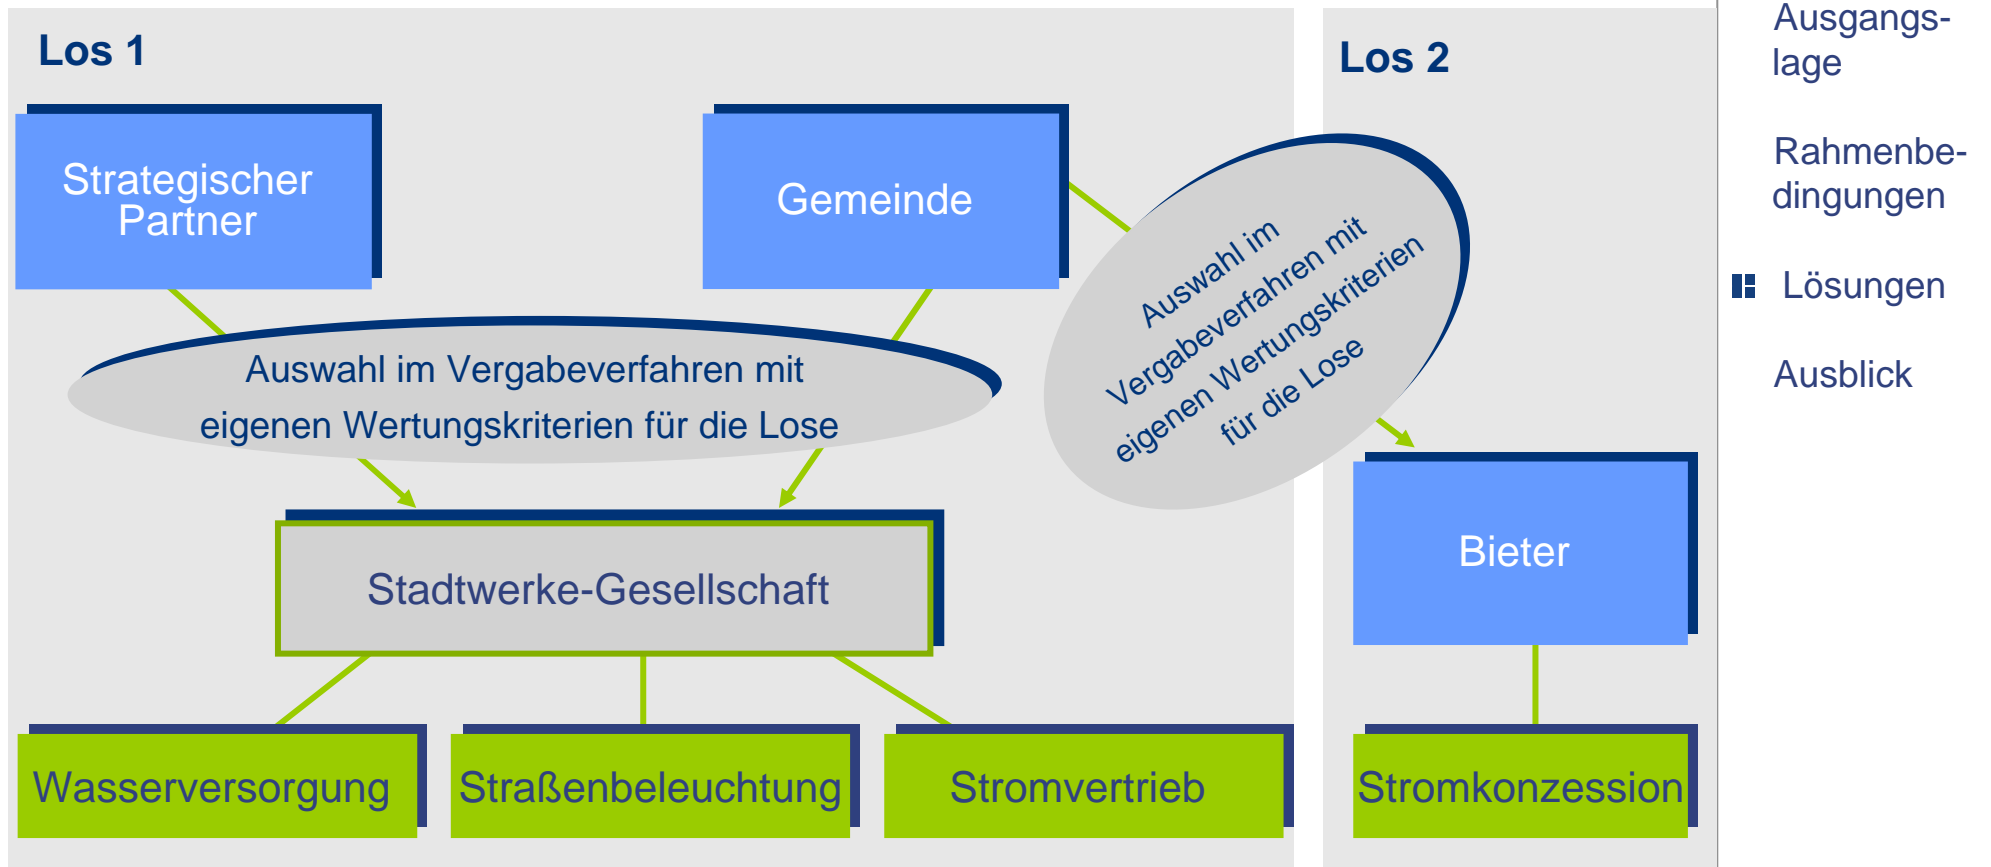 Los 1
Strategischer
Partner
Gemeinde
Auswahl im Vergabeverfahren mit
eigenen Wertungskriterien für die Lose
Stadtwerke-Gesellschaft
Wasserversorgung
Straßenbeleuchtung
Stromvertrieb
Los 2
Auswahl im
Vergabeverfahren mit
eigenen Wertungskriterien
für die Lose
Bieter
Stromkonzession
Ausgangs-
lage
Rahmenbe-
dingungen
Lösungen
Ausblick